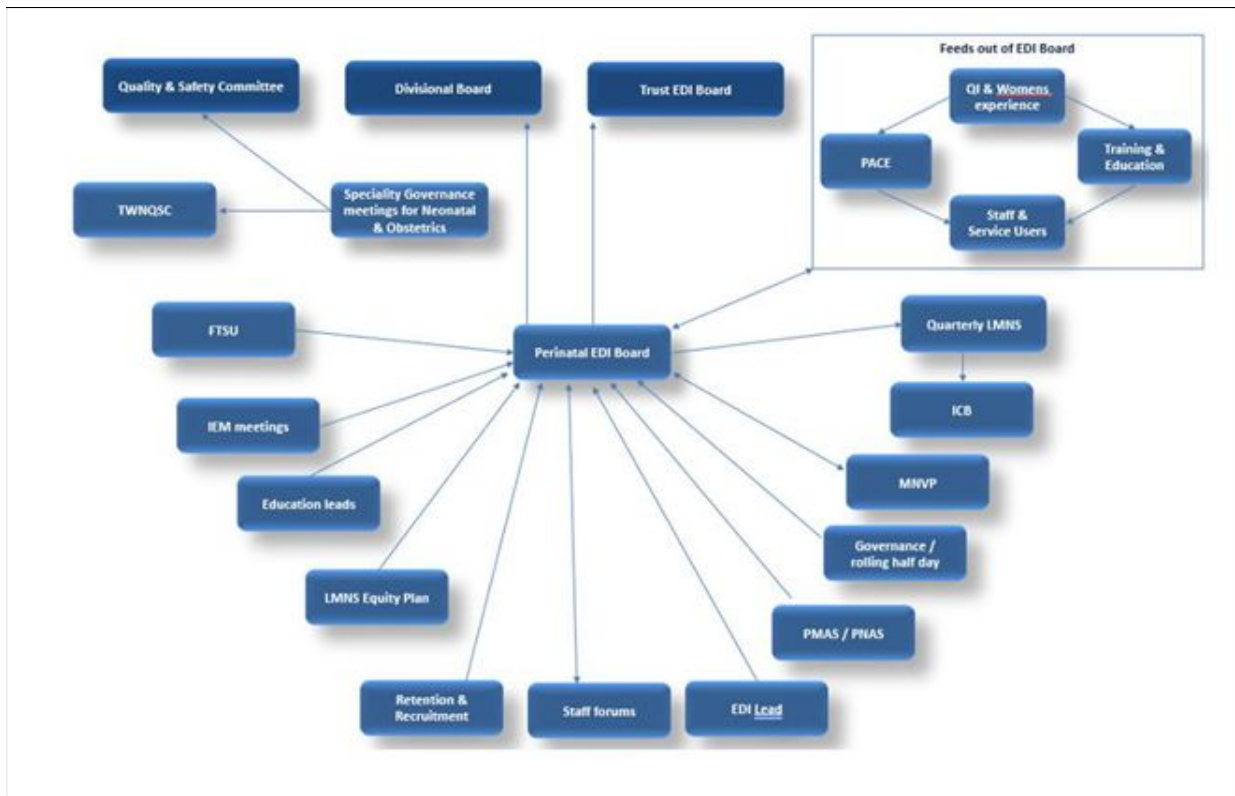 Feeds out of EDI Board
Quality & Safety Committee
Divisional Board
Trust EDI Board
QI & Womens
experience
PACE
Training &
Education
Staff &
Service Users
TWNQSC
Speciality Governance
meetings for Neonatal
& Obstetrics
FTSU
Perinatal EDI Board
Quarterly LMNS
IEM meetings
ICB
Education leads
MNVP
Governance /
rolling half day
LMNS Equity Plan
PMAS / PNAS
Retention &
Recruitment
Staff forums
EDI Lead